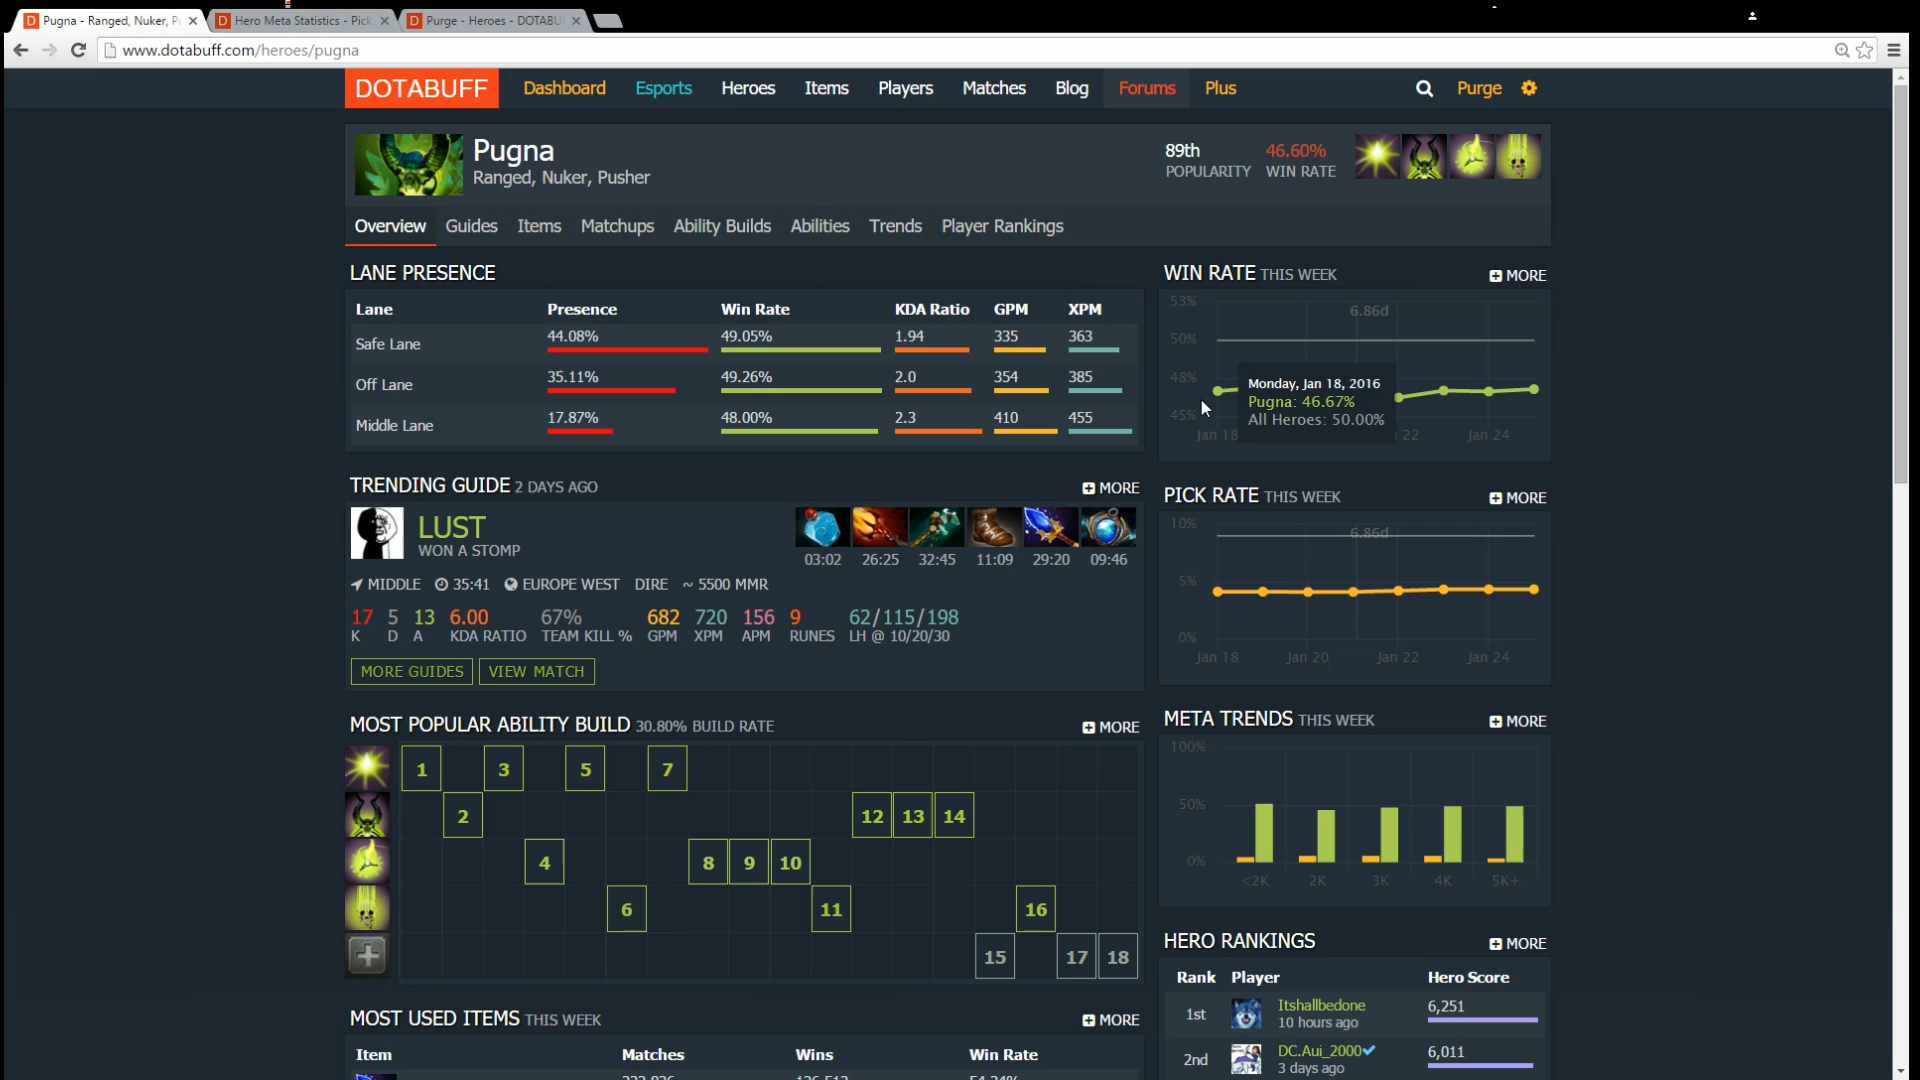 Pugna - Ranged, Nuker, P
Hero Meta Statistics - Pick
Purge - Heroes - DOTABU
www.dotabuff.com/heroes/pugna
DOTABUFF Dashboard Esports Heroes Items Players Matches Blog Forums Plus Purge
Pugna
Ranged, Nuker, Pusher
89th
POPULARITY
46.60%
WIN RATE
Overview Guides Items Matchups Ability Builds Abilities Trends Player Rankings
LANE PRESENCE
Lane Presence Win Rate KDA Ratio GPM XPM
Safe Lane 44.08% 49.05% 1.94 335 363
Off Lane 35.11% 49.26% 2.0 354 385
Middle Lane 17.87% 48.00% 2.3 410 455
WIN RATE THIS WEEK
MORE
53%
6.86d
50%
48%
45%
Monday, Jan 18, 2016
Pugna: 46.67%
All Heroes: 50.00%
Jan 18 22 Jan 24
TRENDING GUIDE 2 DAYS AGO
MORE
LUST
WON A STOMP
03:02 26:25 32:45 11:09 29:20 09:46
MIDDLE 35:41 EUROPE WEST DIRE ~ 5500 MMR
17 5 13 6.00 67% 682 720 156 9 62/115/198
K D A KDA RATIO TEAM KILL % GPM XPM APM RUNES LH @ 10/20/30
MORE GUIDES VIEW MATCH
PICK RATE THIS WEEK
MORE
10%
6.86d
5%
0%
Jan 18 Jan 20 Jan 22 Jan 24
MOST POPULAR ABILITY BUILD 30.80% BUILD RATE
MORE
1 3 5 7
2 12 13 14
4 8 9 10
6 11 16
15 17 18
META TRENDS THIS WEEK
MORE
100%
50%
0%
<2K 2K 3K 4K 5K+
HERO RANKINGS
MORE
Rank Player Hero Score
1st Itshallbedone 6,251
10 hours ago
2nd DC.Aui_2000 6,011
3 days ago
MOST USED ITEMS THIS WEEK
MORE
Item Matches Wins Win Rate